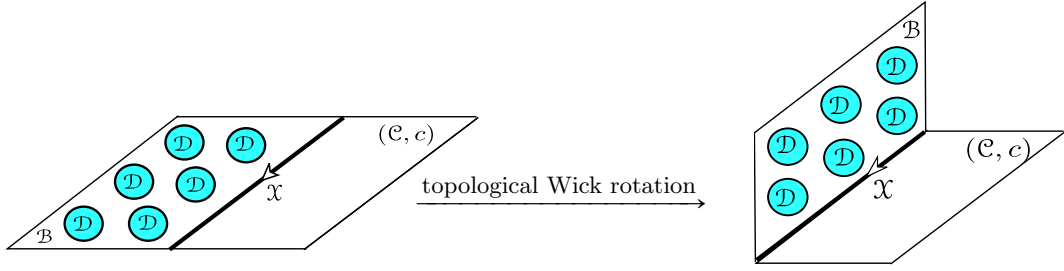 𝒟 𝒟 (𝒞, 𝑐)
𝒟 𝒟 𝒳
𝒟 𝒟
ℬ
topological Wick rotation
ℬ
𝒟
𝒟 𝒟
𝒟 𝒟 (𝒞, 𝑐)
𝒟 𝒳